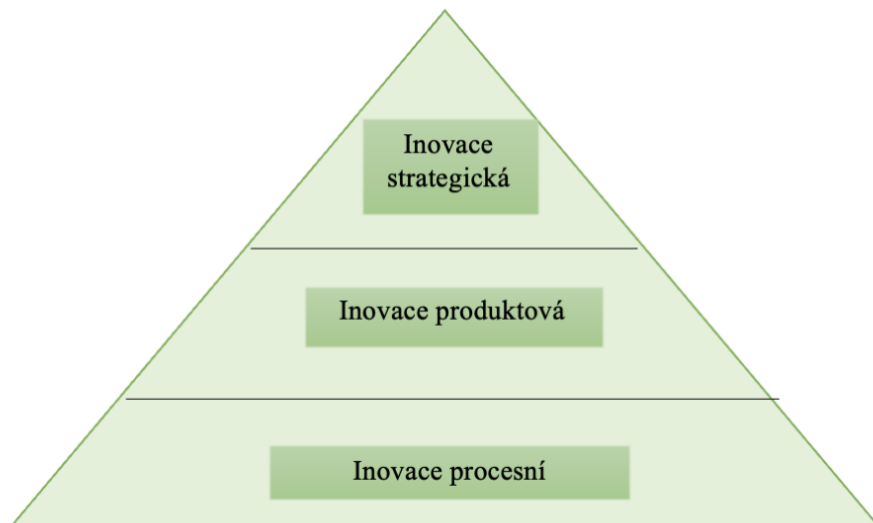 Inovace
strategická
Inovace produktová
Inovace procesní